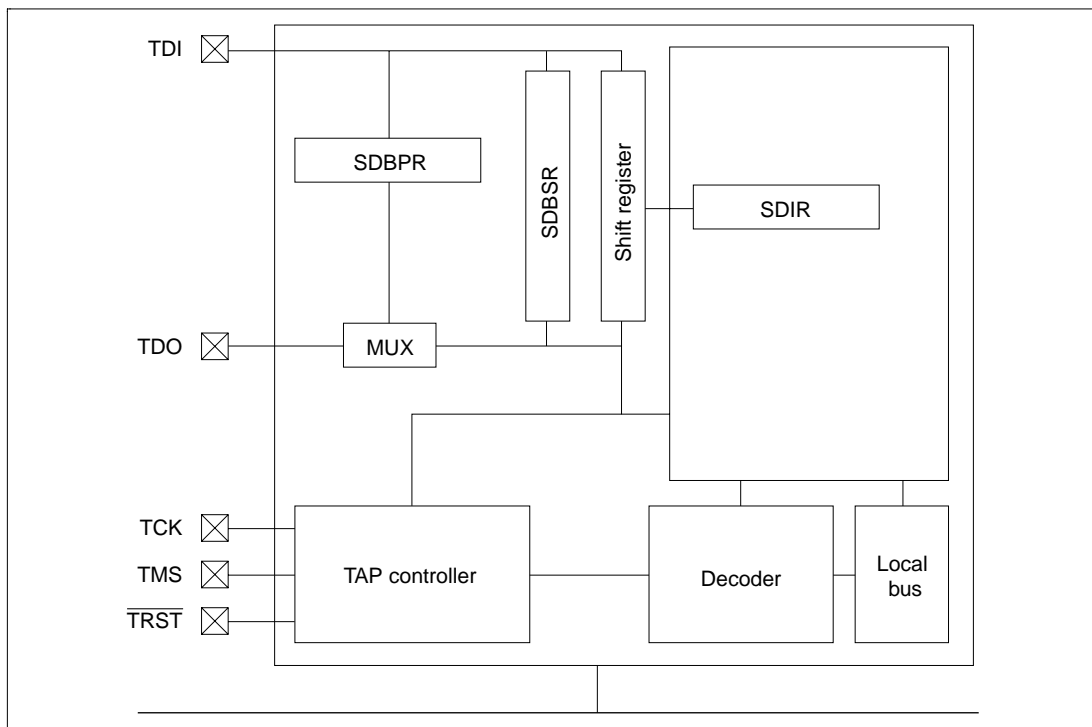 TDI
SDBPR
SDBSR
Shift register
SDIR
TDO
MUX
TCK
TMS
TRST
TAP controller
Decoder
Local
bus